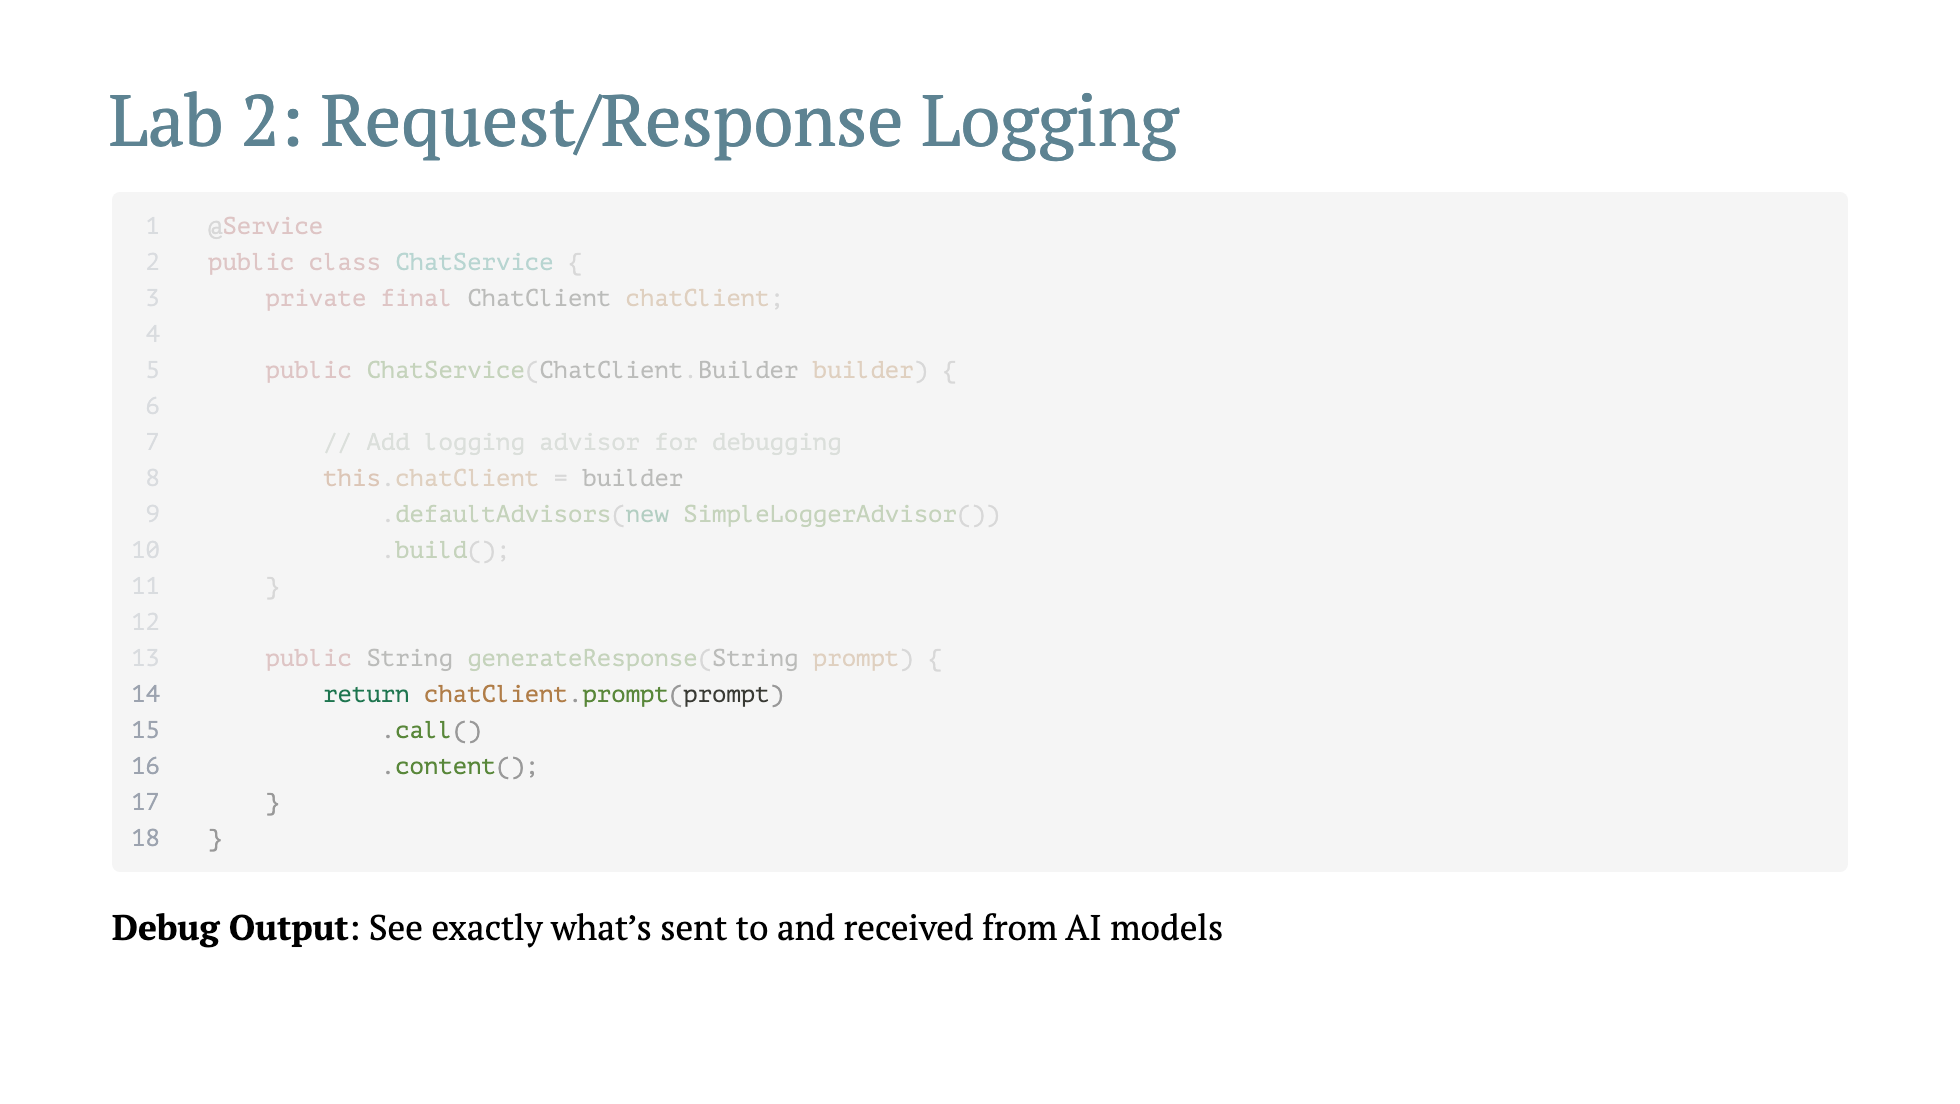 Lab 2: Request/Response Logging
1 @Service
2 public class ChatService {
3     private final ChatClient chatClient;
4
5     public ChatService(ChatClient.Builder builder) {
6
7         // Add logging advisor for debugging
8         this.chatClient = builder
9             .defaultAdvisors(new SimpleLoggerAdvisor())
10             .build();
11     }
12
13     public String generateResponse(String prompt) {
14         return chatClient.prompt(prompt)
15             .call()
16             .content();
17     }
18 }
Debug Output: See exactly what’s sent to and received from AI models